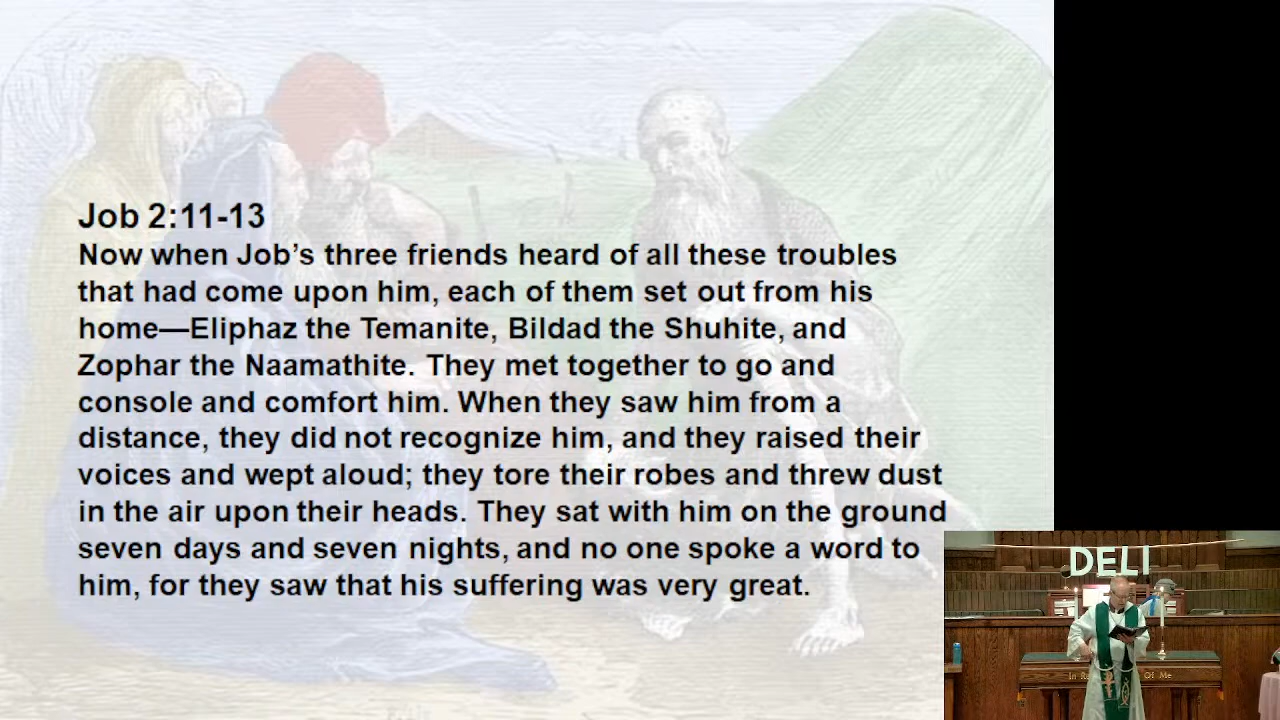 Job 2:11-13
Now when Job’s three friends heard of all these troubles
that had come upon him, each of them set out from his
home—Eliphaz the Temanite, Bildad the Shuhite, and
Zophar the Naamathite. They met together to go and
console and comfort him. When they saw him from a
distance, they did not recognize him, and they raised their
voices and wept aloud; they tore their robes and threw dust
in the air upon their heads. They sat with him on the ground
seven days and seven nights, and no one spoke a word to
him, for they saw that his suffering was very great.
DELI
In Of Me